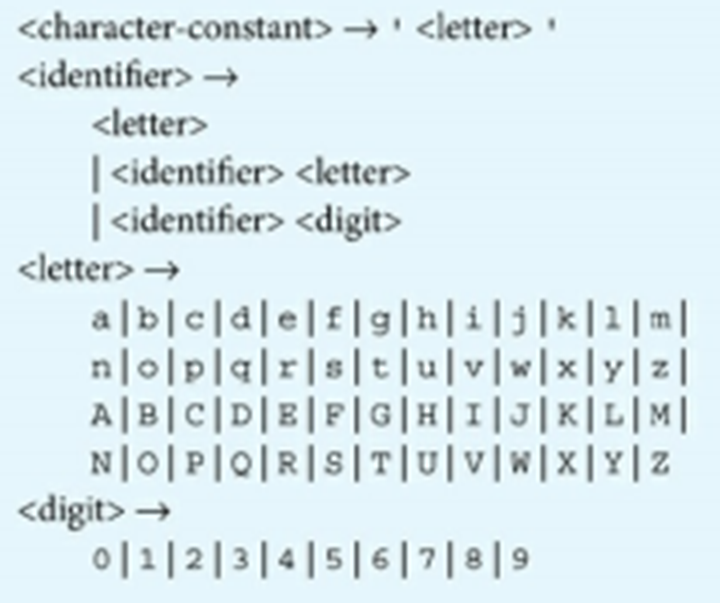 <character-constant> → ' <letter> '
<identifier> →
<letter>
| <identifier> <letter>
| <identifier> <digit>
<letter> →
a|b|c|d|e|f|g|h|i|j|k|l|m|
n|o|p|q|r|s|t|u|v|w|x|y|z|
A|B|C|D|E|F|G|H|I|J|K|L|M|
N|O|P|Q|R|S|T|U|V|W|X|Y|Z
<digit> →
0|1|2|3|4|5|6|7|8|9